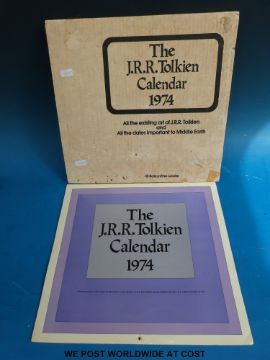 The
J.R.R. Tolkien
Calendar
1974
All the existing art of J.R.R. Tolkien
and
All the dates important to Middle Earth
The
J.R.R. Tolkien
Calendar
1974
WE POST WORLDWIDE AT COST